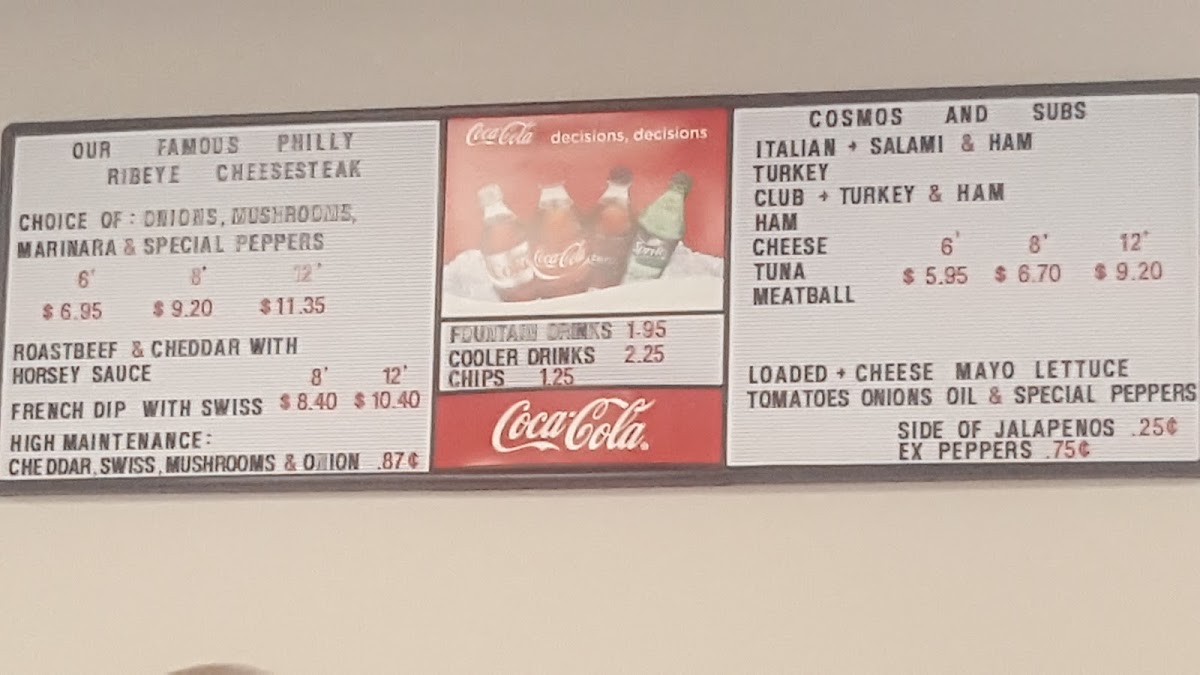 OUR FAMOUS PHILLY
RIBEYE CHEESESTEAK
CHOICE OF: ONIONS, MUSHROOMS,
MARINARA & SPECIAL PEPPERS
6' 8' 12'
$6.95 $9.20 $11.35
ROASTBEEF & CHEDDAR WITH
HORSEY SAUCE 8' 12'
FRENCH DIP WITH SWISS $8.40 $10.40
HIGH MAINTENANCE:
CHEDDAR, SWISS, MUSHROOMS & ONION .87¢
Coca-Cola decisions, decisions
Coca-Cola
Sprite
FOUNTAIN DRINKS 1.95
COOLER DRINKS 2.25
CHIPS 1.25
Coca-Cola
COSMOS AND SUBS
ITALIAN + SALAMI & HAM
TURKEY
CLUB + TURKEY & HAM
HAM
CHEESE 6' 8' 12'
TUNA $5.95 $6.70 $9.20
MEATBALL
LOADED + CHEESE MAYO LETTUCE
TOMATOES ONIONS OIL & SPECIAL PEPPERS
SIDE OF JALAPENOS .25¢
EX PEPPERS .75¢